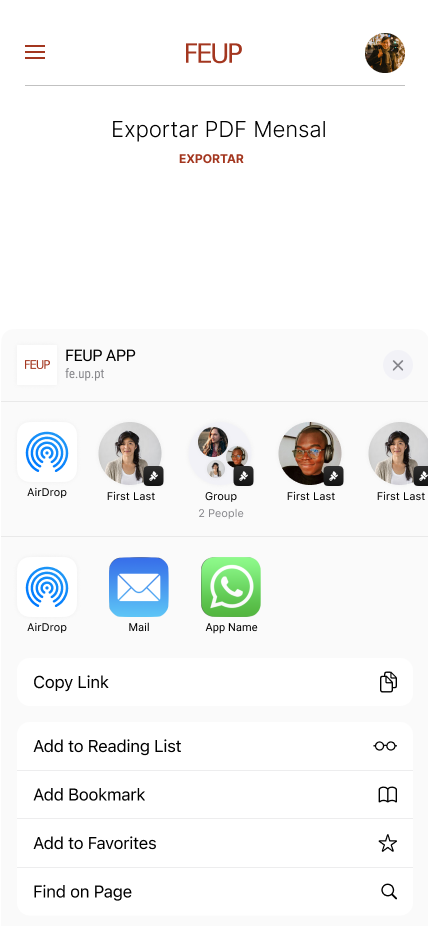 FEUP
Exportar PDF Mensal
EXPORTAR
FEUP
FEUP APP
fe.up.pt
AirDrop
First Last
Group
2 People
First Last
First Last
AirDrop
Mail
App Name
Copy Link
Add to Reading List
Add Bookmark
Add to Favorites
Find on Page